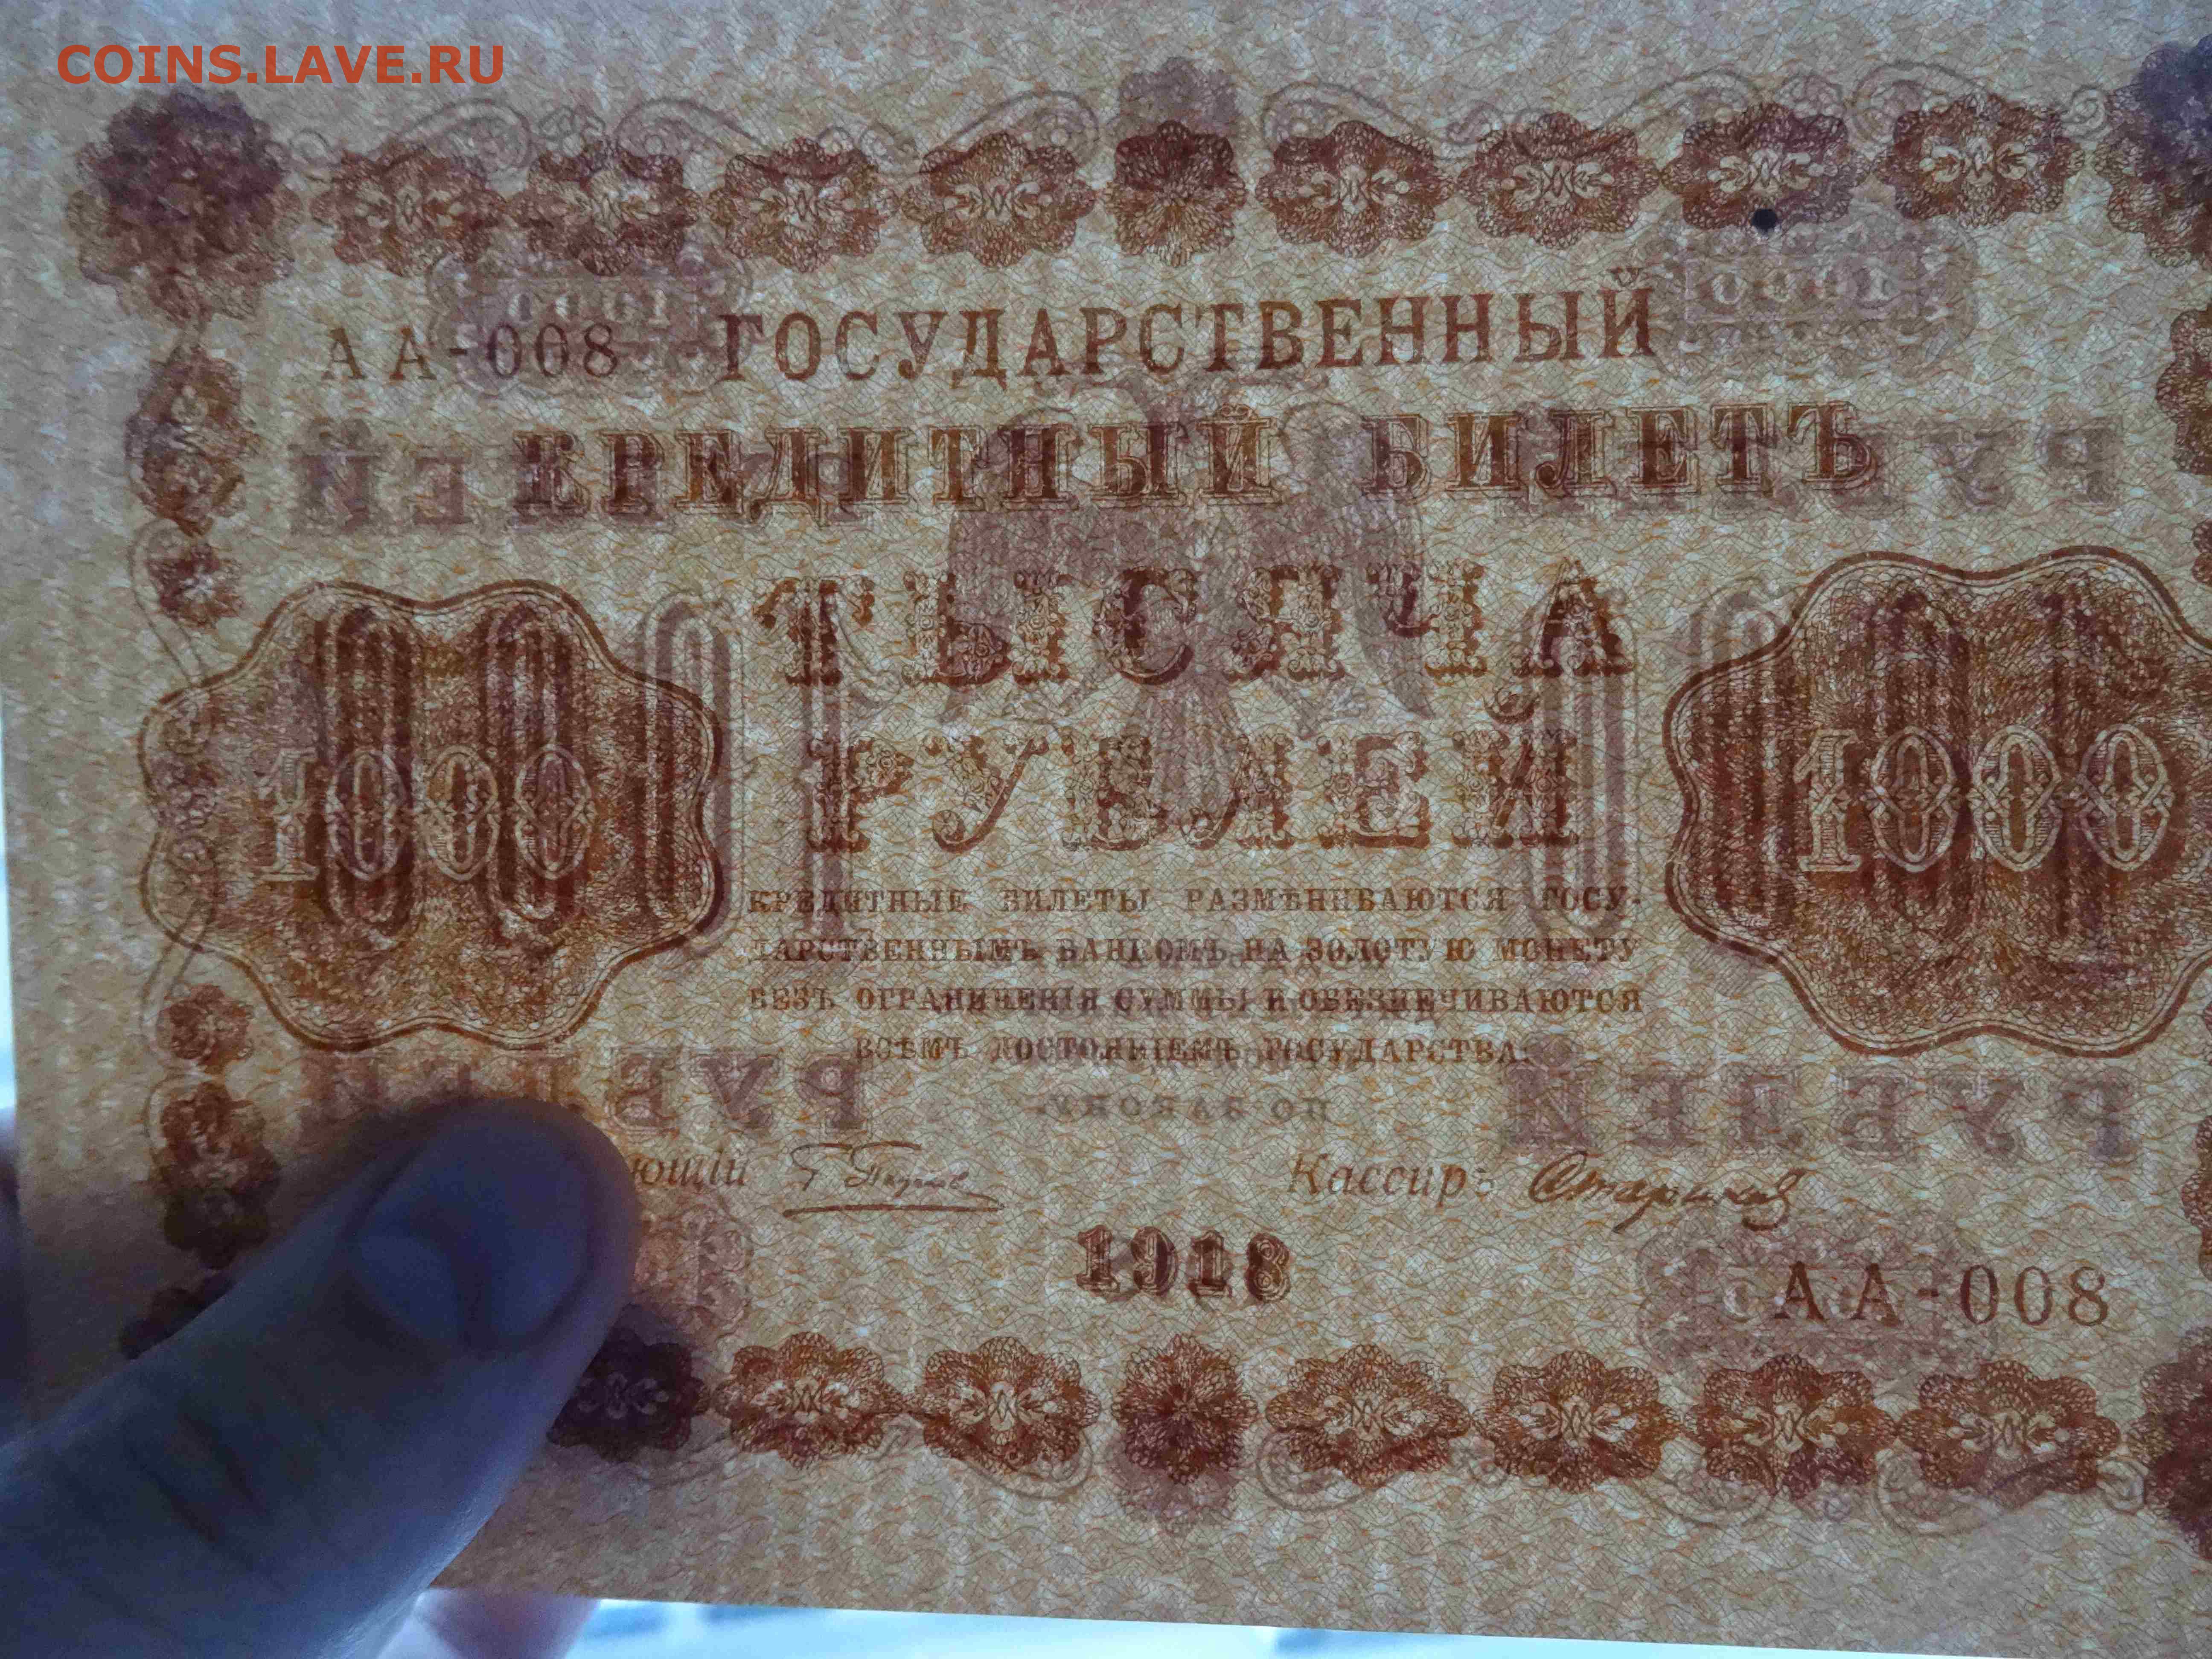 COINS.LAVE.RU
АА-008 ГОСУДАРСТВЕННЫЙ
КРЕДИТНЫЙ БИЛЕТЪ
ТЫСЯЧА
РУБЛЕЙ
1000 1000
КРЕДИТНЫЕ БИЛЕТЫ РАЗМѢНИВАЮТСЯ ГОСУ-
ДАРСТВЕННЫМЪ БАНКОМЪ НА ЗОЛОТУЮ МОНЕТУ
БЕЗЪ ОГРАНИЧЕНІЯ СУММЫ И ОБЕЗПЕЧИВАЮТСЯ
ВСѢМЪ ДОСТОЯНІЕМЪ ГОСУДАРСТВА.
ющій Кассиръ
1918
АА-008